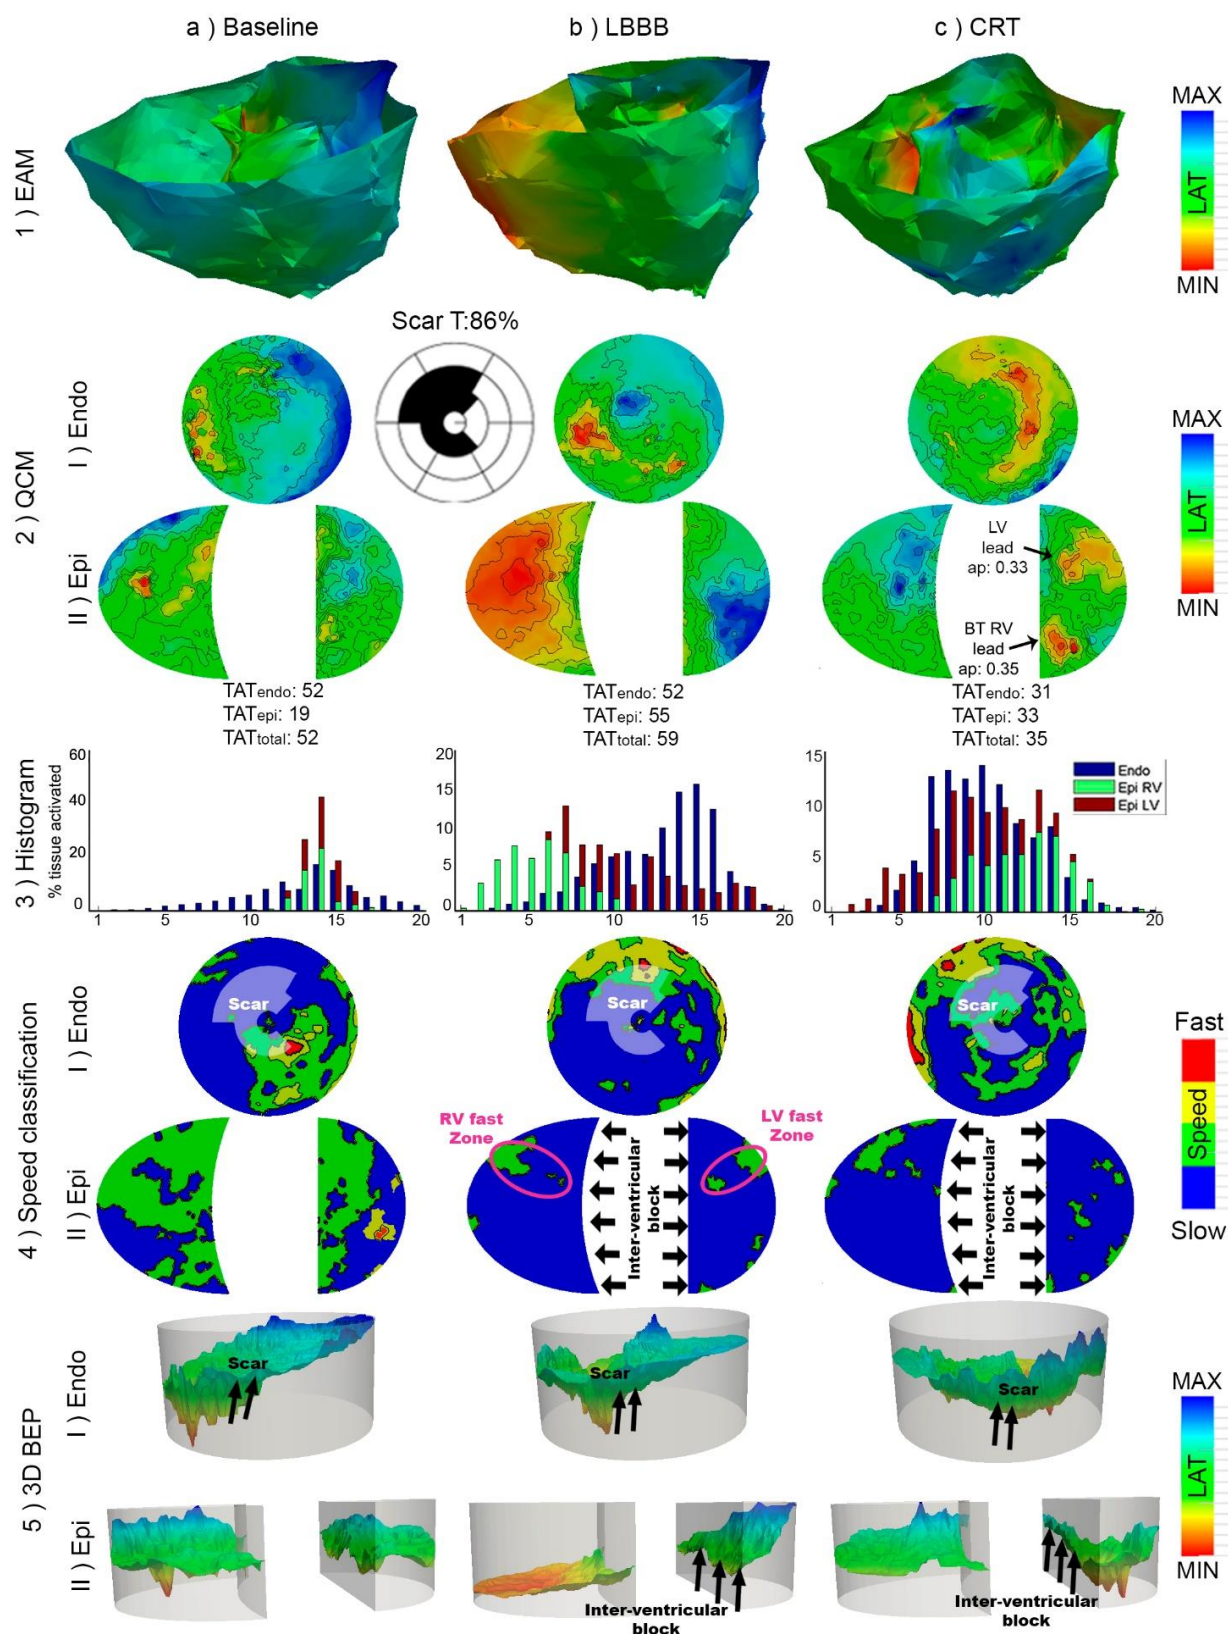 a ) Baseline
b ) LBBB
c ) CRT
1 ) EAM
MAX
LAT
MIN
Scar T:86%
2 ) QCM
I ) Endo
II ) Epi
MAX
LAT
MIN
LV
lead
ap: 0.33
BT RV
lead
ap: 0.35
TATendo: 52
TATepi: 19
TATtotal: 52
TATendo: 52
TATepi: 55
TATtotal: 59
TATendo: 31
TATepi: 33
TATtotal: 35
3 ) Histogram
% tissue activated
60
40
20
0
1
5
10
15
20
20
15
10
5
0
1
5
10
15
20
15
10
5
0
1
5
10
15
20
Endo
Epi RV
Epi LV
4 ) Speed classification
I ) Endo
II ) Epi
Scar
Scar
Scar
RV fast
Zone
LV fast
Zone
Inter-ventricular
block
Inter-ventricular
block
Fast
Speed
Slow
5 ) 3D BEP
I ) Endo
II ) Epi
Scar
Scar
Scar
Inter-ventricular
block
Inter-ventricular
block
MAX
LAT
MIN